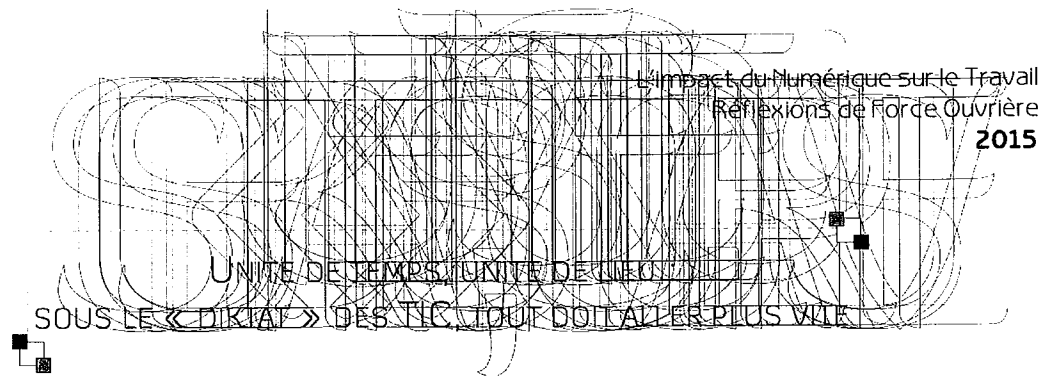 L'Impact du Numérique sur le Travail
Réflexions de Force Ouvrière
2015
UNITE DE TEMPS, UNITE DE LIEU
SOUS LE « DIKTAT » DES TIC, TOUT DOIT ALLER PLUS VITE